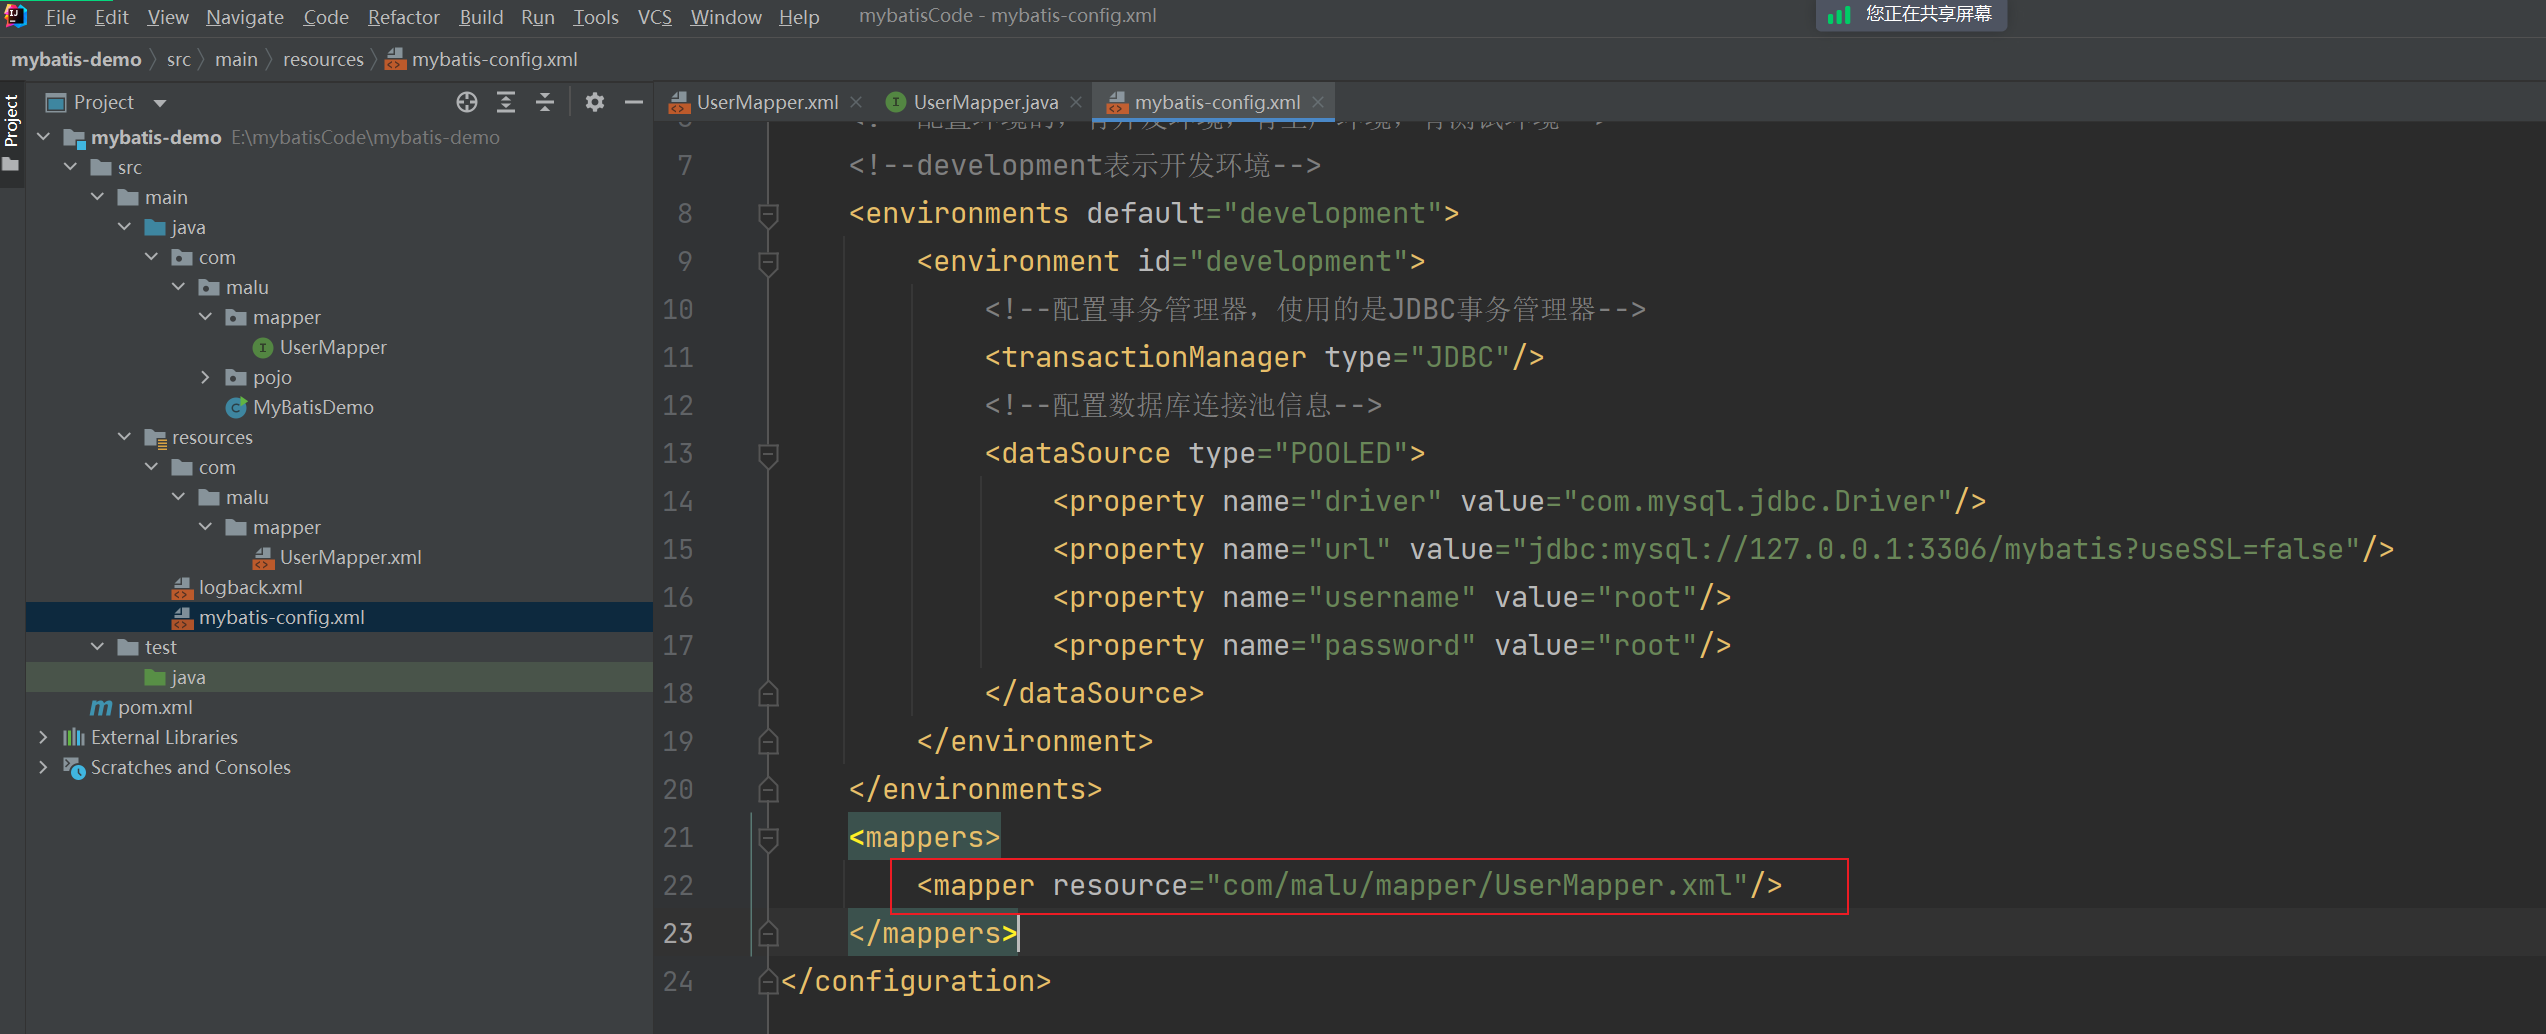 File Edit View Navigate Code Refactor Build Run Tools VCS Window Help mybatisCode - mybatis-config.xml 您正在共享屏幕
mybatis-demo src main resources mybatis-config.xml
Project
Project
UserMapper.xml UserMapper.java mybatis-config.xml
mybatis-demo E:\mybatisCode\mybatis-demo
src
main
java
com
malu
mapper
UserMapper
pojo
MyBatisDemo
resources
com
malu
mapper
UserMapper.xml
logback.xml
mybatis-config.xml
test
java
pom.xml
External Libraries
Scratches and Consoles
7 <!--development表示开发环境-->
8 <environments default="development">
9 <environment id="development">
10 <!--配置事务管理器，使用的是JDBC事务管理器-->
11 <transactionManager type="JDBC"/>
12 <!--配置数据库连接池信息-->
13 <dataSource type="POOLED">
14 <property name="driver" value="com.mysql.jdbc.Driver"/>
15 <property name="url" value="jdbc:mysql://127.0.0.1:3306/mybatis?useSSL=false"/>
16 <property name="username" value="root"/>
17 <property name="password" value="root"/>
18 </dataSource>
19 </environment>
20 </environments>
21 <mappers>
22 <mapper resource="com/malu/mapper/UserMapper.xml"/>
23 </mappers>
24 </configuration>